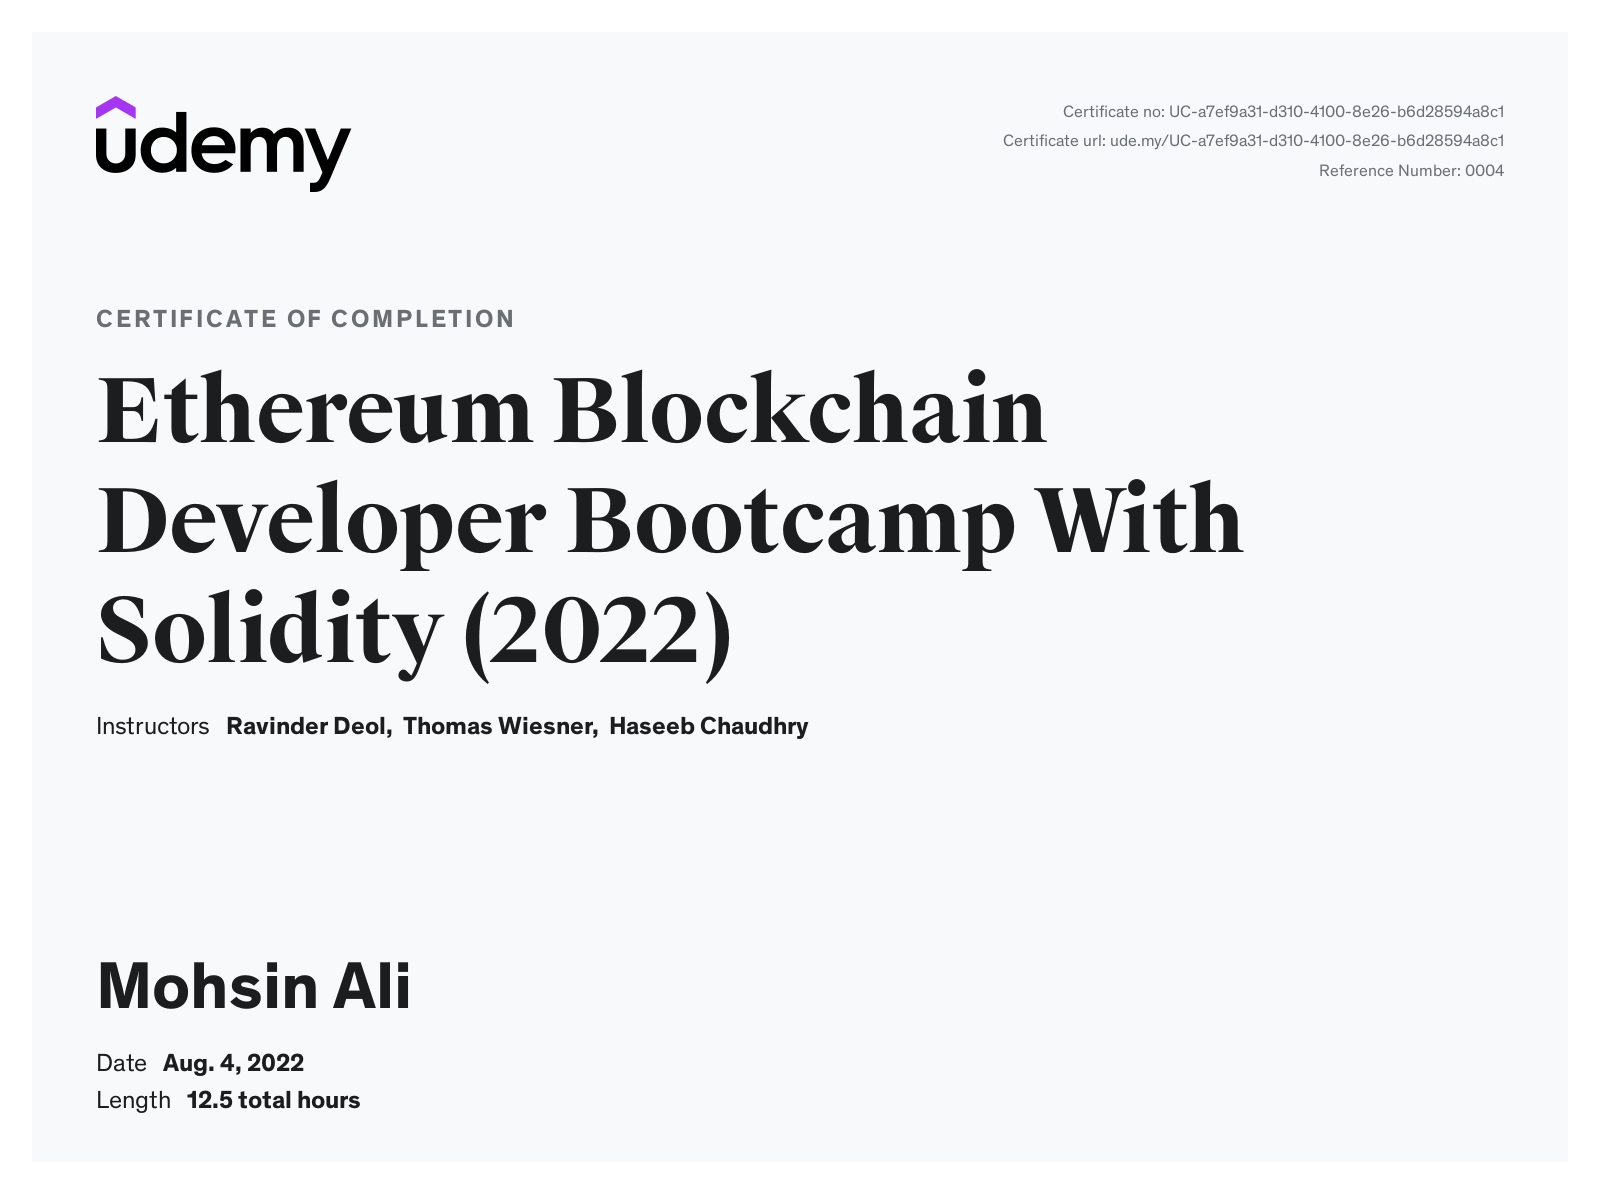 udemy
Certificate no: UC-a7ef9a31-d310-4100-8e26-b6d28594a8c1
Certificate url: ude.my/UC-a7ef9a31-d310-4100-8e26-b6d28594a8c1
Reference Number: 0004
CERTIFICATE OF COMPLETION
Ethereum Blockchain
Developer Bootcamp With
Solidity (2022)
Instructors Ravinder Deol, Thomas Wiesner, Haseeb Chaudhry
Mohsin Ali
Date Aug. 4, 2022
Length 12.5 total hours